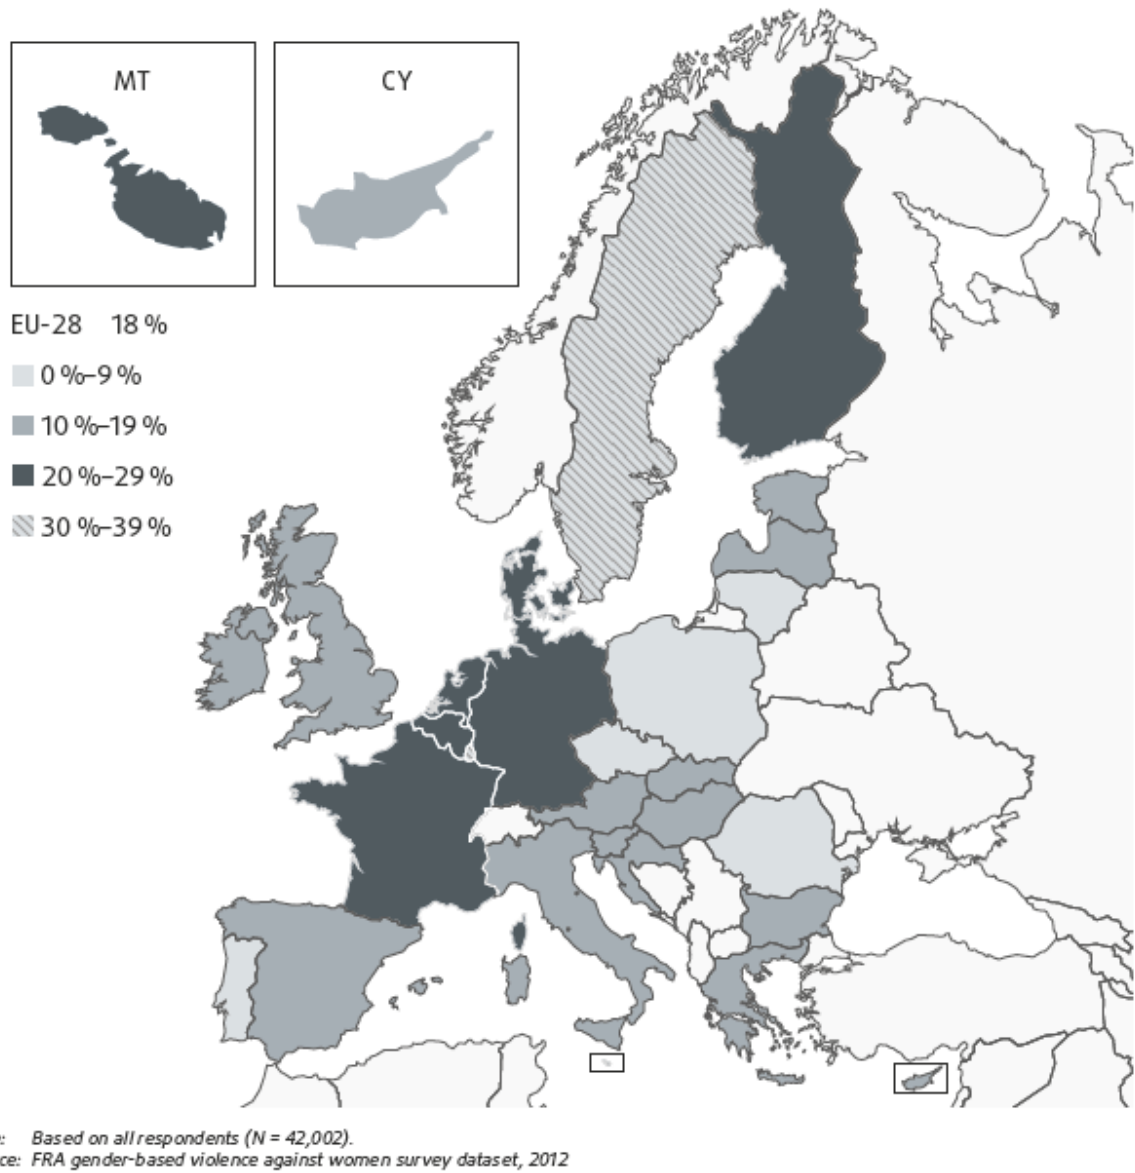 MT
CY
EU-28 18 %
0 %–9 %
10 %–19 %
20 %–29 %
30 %–39 %
e: Based on all respondents (N = 42,002).
ce: FRA gender-based violence against women survey dataset, 2012